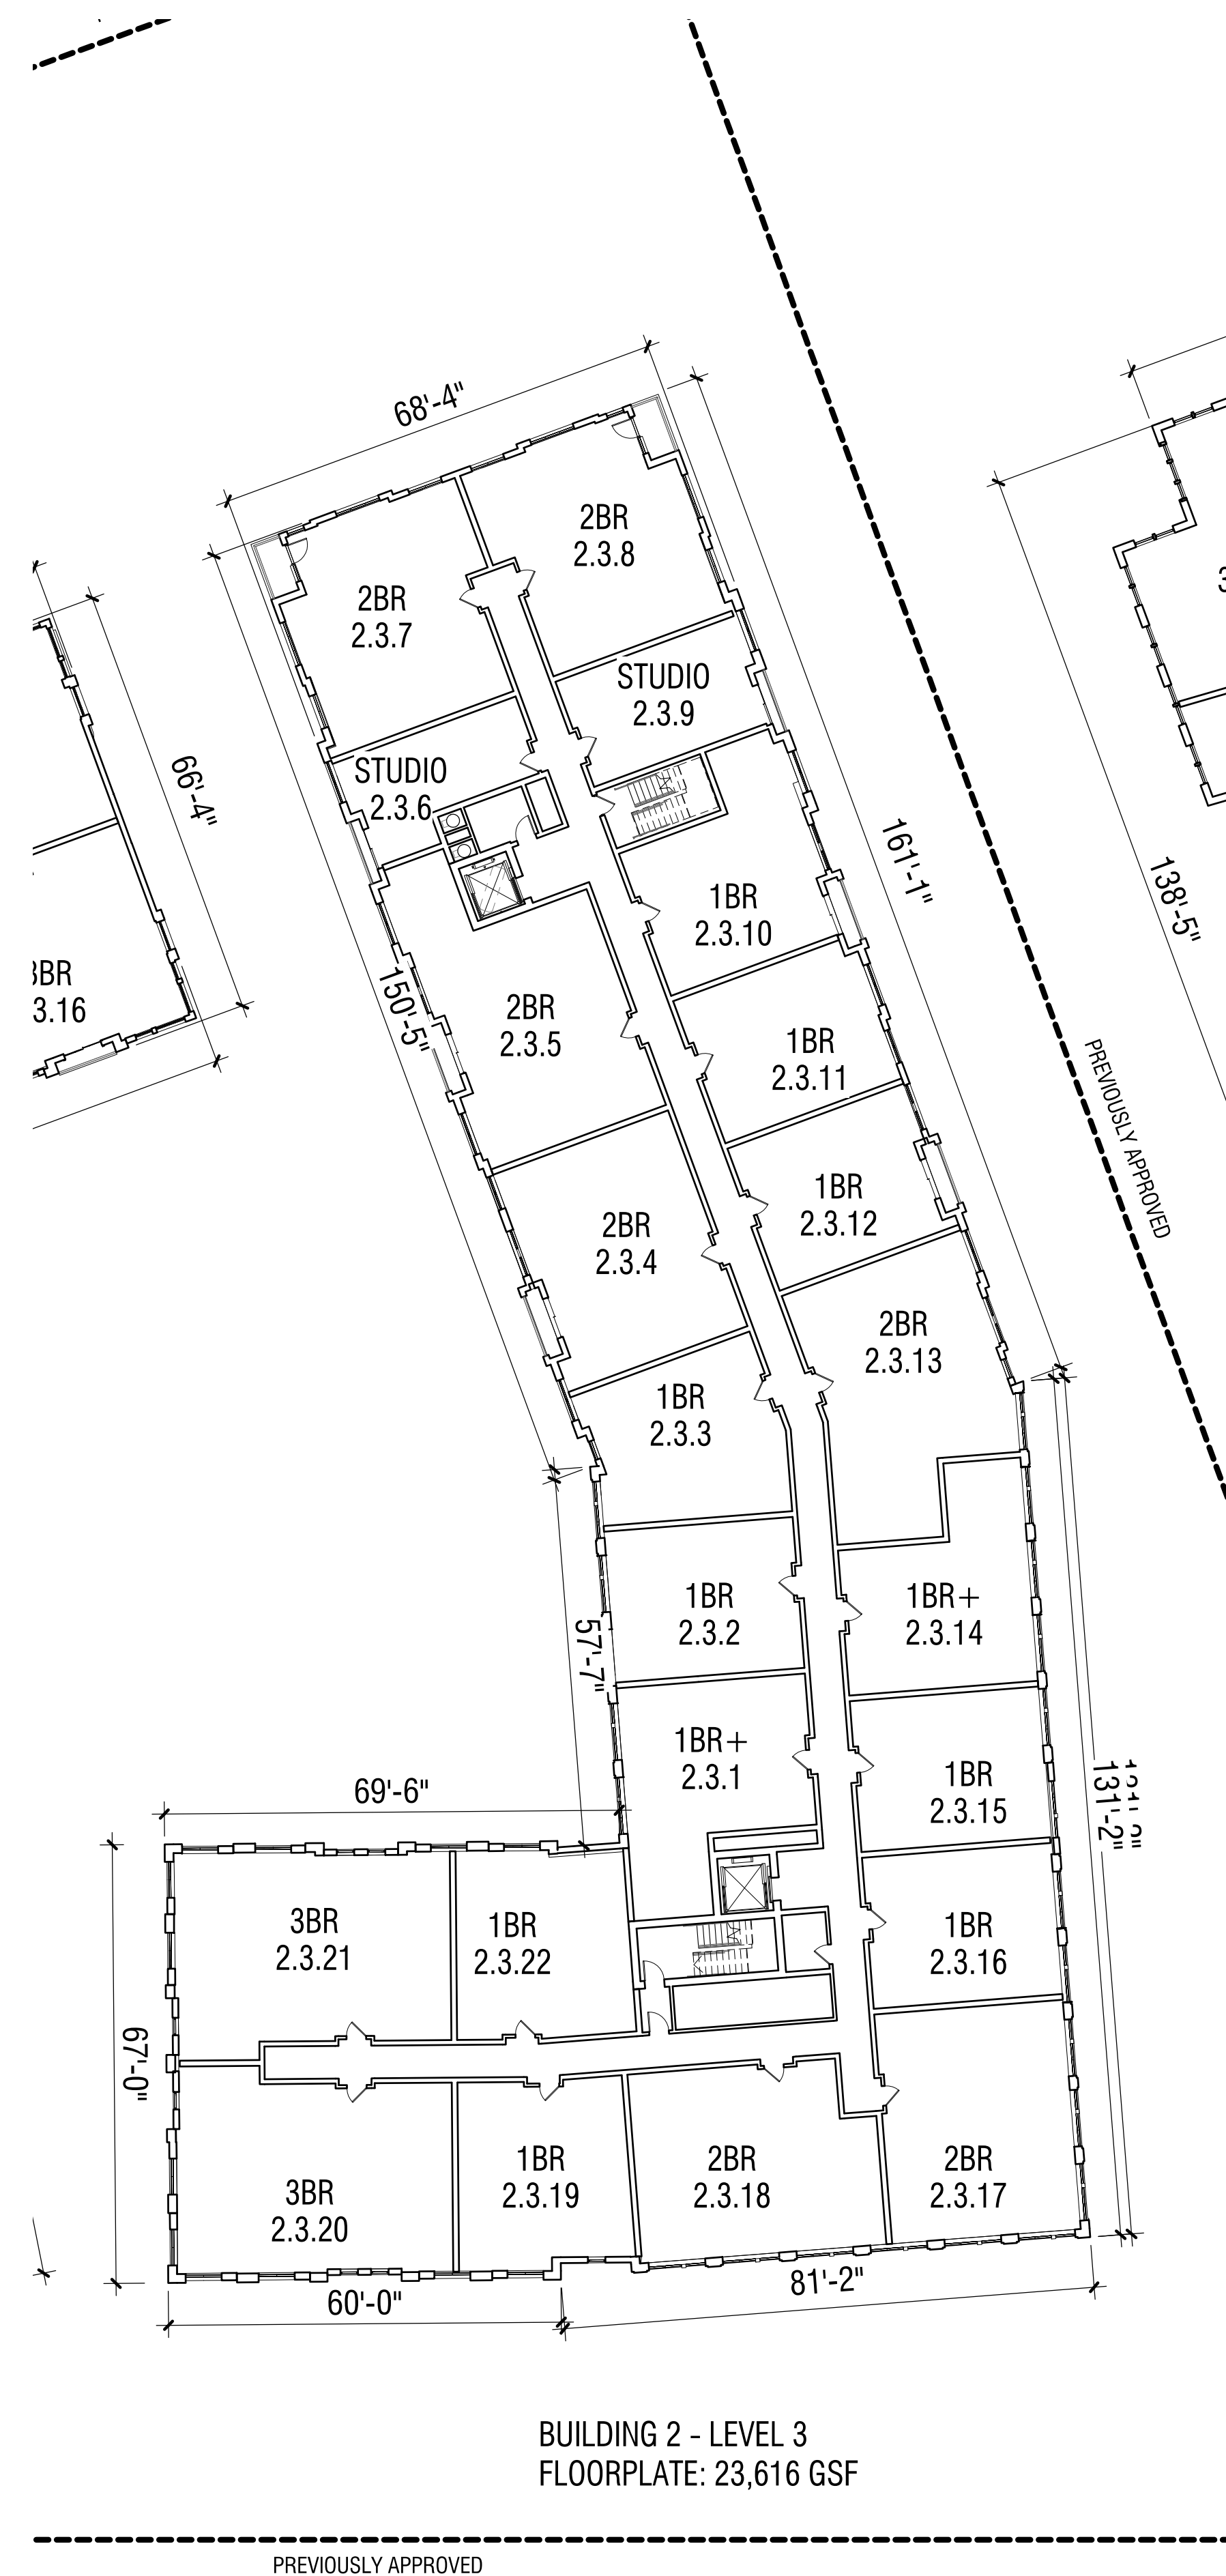 68'-4"
2BR
2.3.8
2BR
2.3.7
STUDIO
2.3.9
STUDIO
2.3.6
66'-4"
161'-1"
138'-5"
1BR
2.3.10
3.16
150'-5"
2BR
2.3.5
1BR
2.3.11
PREVIOUSLY APPROVED
1BR
2.3.12
2BR
2.3.4
2BR
2.3.13
1BR
2.3.3
1BR
2.3.2
1BR+
2.3.14
57'-7"
1BR+
2.3.1
1BR
2.3.15
131'-2"
69'-6"
3BR
2.3.21
1BR
2.3.22
1BR
2.3.16
67'-0"
3BR
2.3.20
1BR
2.3.19
2BR
2.3.18
2BR
2.3.17
60'-0"
81'-2"
BUILDING 2 - LEVEL 3
FLOORPLATE: 23,616 GSF
PREVIOUSLY APPROVED